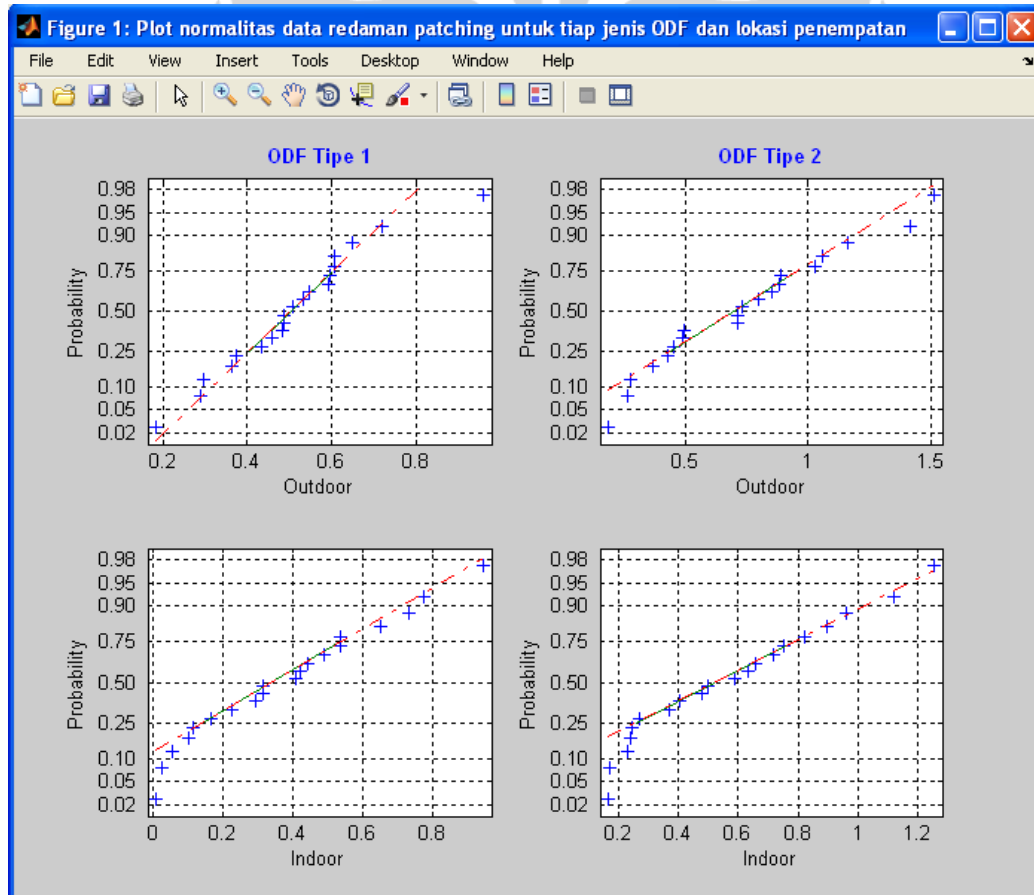 Figure 1: Plot normalitas data redaman patching untuk tiap jenis ODF dan lokasi penempatan
File Edit View Insert Tools Desktop Window Help
ODF Tipe 1
0.98
0.95
0.90
0.75
0.50
0.25
0.10
0.05
0.02
Probability
0.2 0.4 0.6 0.8
Outdoor
ODF Tipe 2
0.98
0.95
0.90
0.75
0.50
0.25
0.10
0.05
0.02
Probability
0.5 1 1.5
Outdoor
0.98
0.95
0.90
0.75
0.50
0.25
0.10
0.05
0.02
Probability
0 0.2 0.4 0.6 0.8
Indoor
0.98
0.95
0.90
0.75
0.50
0.25
0.10
0.05
0.02
Probability
0.2 0.4 0.6 0.8 1 1.2
Indoor